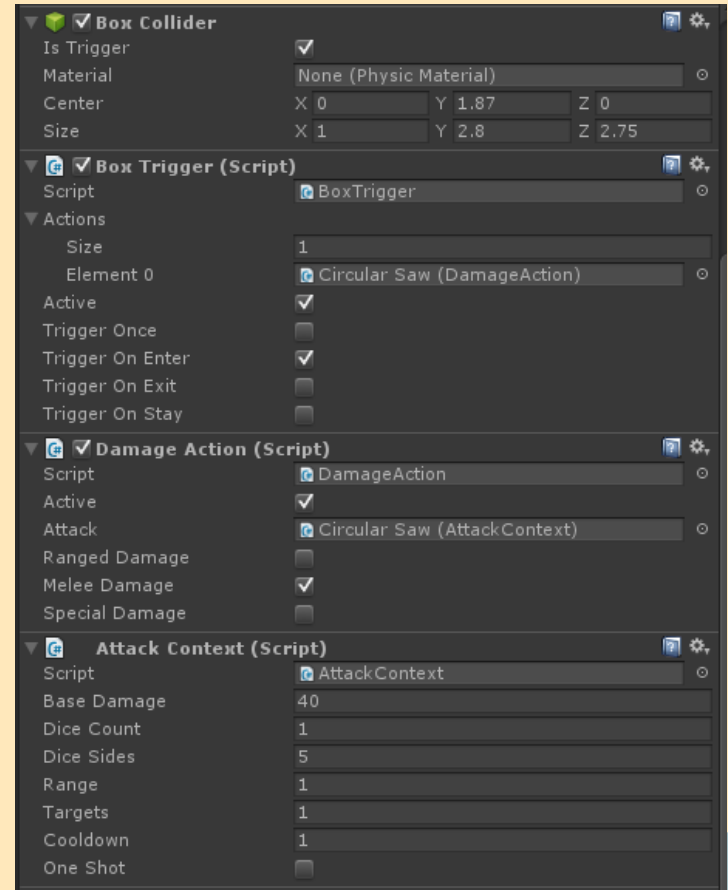 Box Collider
Is Trigger
Material None (Physic Material)
Center X 0 Y 1.87 Z 0
Size X 1 Y 2.8 Z 2.75
Box Trigger (Script)
Script BoxTrigger
Actions
Size 1
Element 0 Circular Saw (DamageAction)
Active
Trigger Once
Trigger On Enter
Trigger On Exit
Trigger On Stay
Damage Action (Script)
Script DamageAction
Active
Attack Circular Saw (AttackContext)
Ranged Damage
Melee Damage
Special Damage
Attack Context (Script)
Script AttackContext
Base Damage 40
Dice Count 1
Dice Sides 5
Range 1
Targets 1
Cooldown 1
One Shot